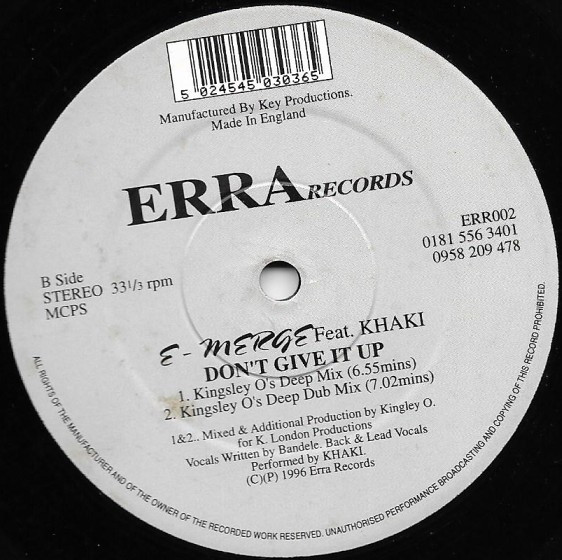 5 024545 030365
Manufactured By Key Productions.
Made In England
ERRA RECORDS
ERR002
0181 556 3401
0958 209 478
B Side
STEREO 33 1/3 rpm
MCPS
E - MERGE Feat. KHAKI
DON'T GIVE IT UP
1. Kingsley O's Deep Mix (6.55mins)
2. Kingsley O's Deep Dub Mix (7.02mins)
1&2.. Mixed & Additional Production by Kingley O.
for K. London Productions
Vocals Written by Bandele. Back & Lead Vocals
Performed by KHAKI.
(C)(P) 1996 Erra Records
ALL RIGHTS OF THE MANUFACTURER AND OF THE OWNER OF THE RECORDED WORK RESERVED. UNAUTHORISED PERFORMANCE BROADCASTING AND COPYING OF THIS RECORD PROHIBITED.